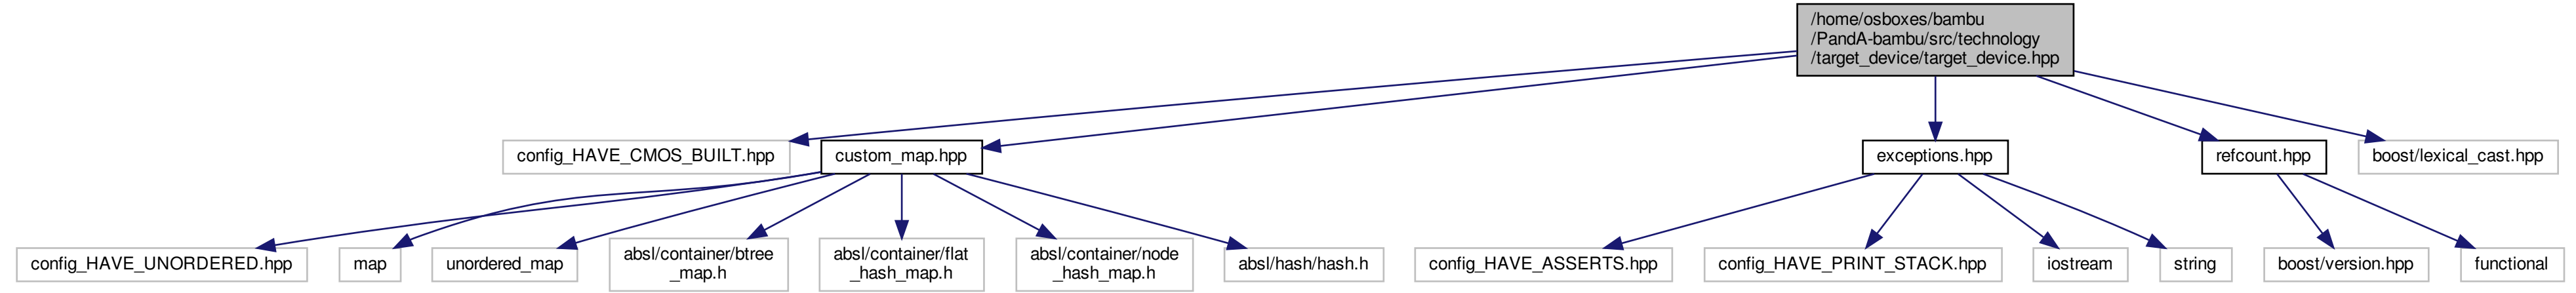 /home/osboxes/bambu
/PandA-bambu/src/technology
/target_device/target_device.hpp
config_HAVE_CMOS_BUILT.hpp
custom_map.hpp
exceptions.hpp
refcount.hpp
boost/lexical_cast.hpp
config_HAVE_UNORDERED.hpp
map
unordered_map
absl/container/btree
_map.h
absl/container/flat
_hash_map.h
absl/container/node
_hash_map.h
absl/hash/hash.h
config_HAVE_ASSERTS.hpp
config_HAVE_PRINT_STACK.hpp
iostream
string
boost/version.hpp
functional